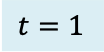 t = 1